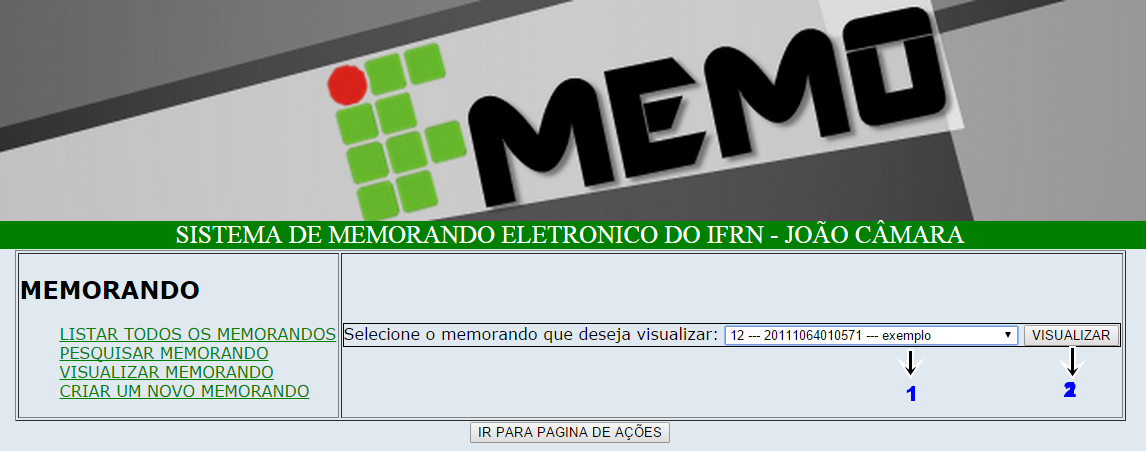 MEMO
SISTEMA DE MEMORANDO ELETRONICO DO IFRN - JOÃO CÂMARA
MEMORANDO
LISTAR TODOS OS MEMORANDOS
PESQUISAR MEMORANDO
VISUALIZAR MEMORANDO
CRIAR UM NOVO MEMORANDO
Selecione o memorando que deseja visualizar: 12 --- 20111064010571 --- exemplo VISUALIZAR
1 2
IR PARA PAGINA DE AÇÕES